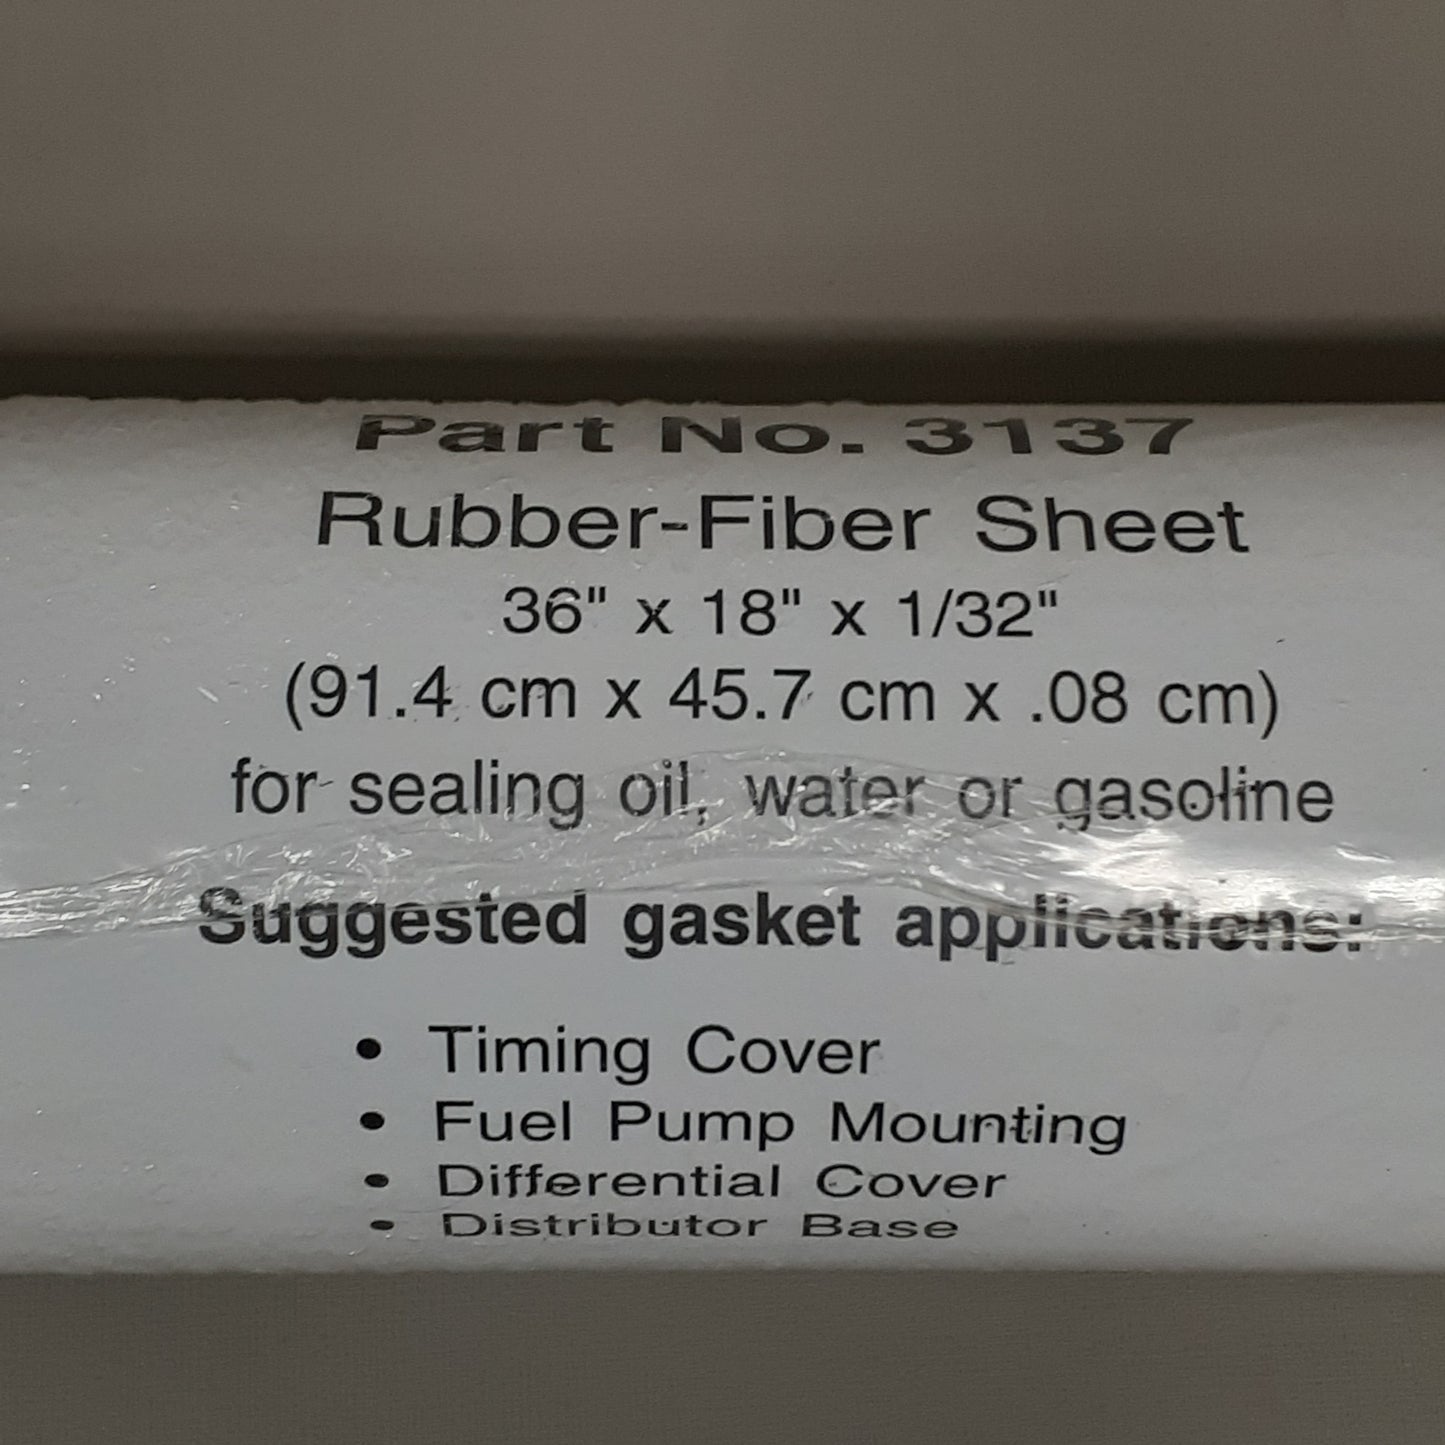 Part No. 3137
Rubber-Fiber Sheet
36" x 18" x 1/32"
(91.4 cm x 45.7 cm x .08 cm)
for sealing oil, water or gasoline
Suggested gasket applications:
• Timing Cover
• Fuel Pump Mounting
• Differential Cover
• Distributor Base